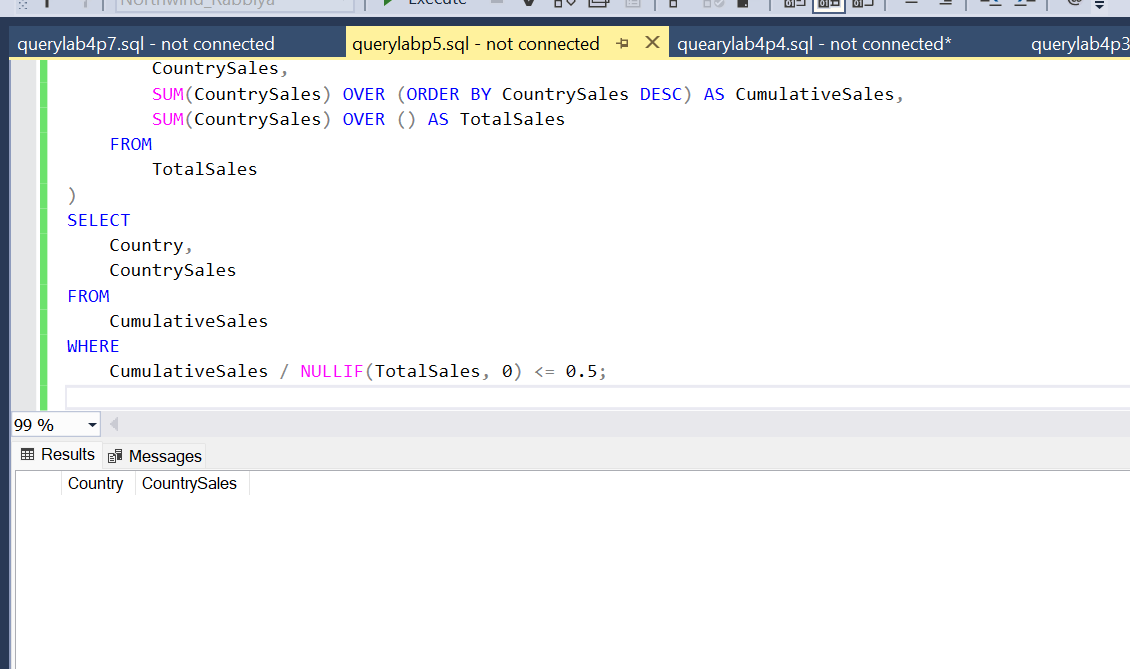 Northwind_Rabbiya Execute
querylab4p7.sql - not connected querylabp5.sql - not connected quearylab4p4.sql - not connected* querylab4p3
CountrySales,
SUM(CountrySales) OVER (ORDER BY CountrySales DESC) AS CumulativeSales,
SUM(CountrySales) OVER () AS TotalSales
FROM
TotalSales
)
SELECT
Country,
CountrySales
FROM
CumulativeSales
WHERE
CumulativeSales / NULLIF(TotalSales, 0) <= 0.5;
99 %
Results Messages
Country CountrySales